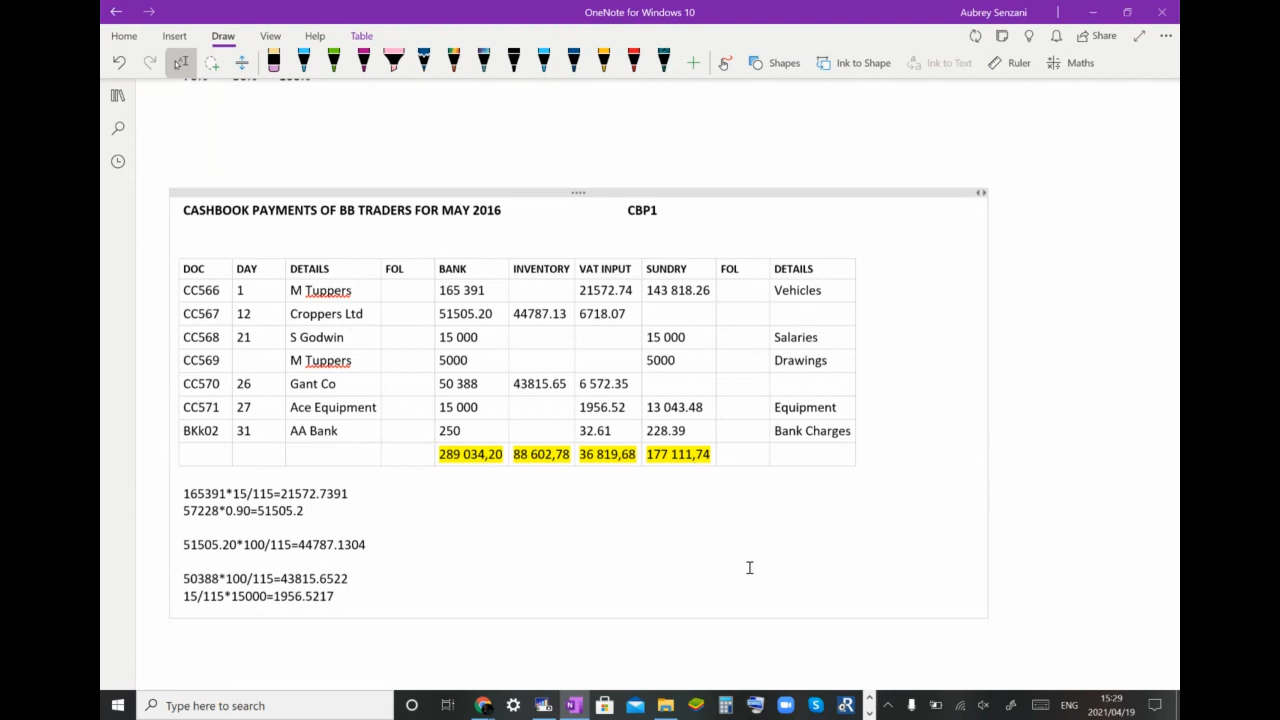 OneNote for Windows 10
Aubrey Senzani
Home Insert Draw View Help Table
Share
Shapes Ink to Shape Ink to Text Ruler Maths
CASHBOOK PAYMENTS OF BB TRADERS FOR MAY 2016 CBP1
DOC DAY DETAILS FOL BANK INVENTORY VAT INPUT SUNDRY FOL DETAILS
CC566 1 M Tuppers 165 391 21572.74 143 818.26 Vehicles
CC567 12 Croppers Ltd 51505.20 44787.13 6718.07
CC568 21 S Godwin 15 000 15 000 Salaries
CC569 M Tuppers 5000 5000 Drawings
CC570 26 Gant Co 50 388 43815.65 6 572.35
CC571 27 Ace Equipment 15 000 1956.52 13 043.48 Equipment
BKk02 31 AA Bank 250 32.61 228.39 Bank Charges
289 034,20 88 602,78 36 819,68 177 111,74
165391*15/115=21572.7391
57228*0.90=51505.2
51505.20*100/115=44787.1304
50388*100/115=43815.6522
15/115*15000=1956.5217
Type here to search
ENG
15:29
2021/04/19